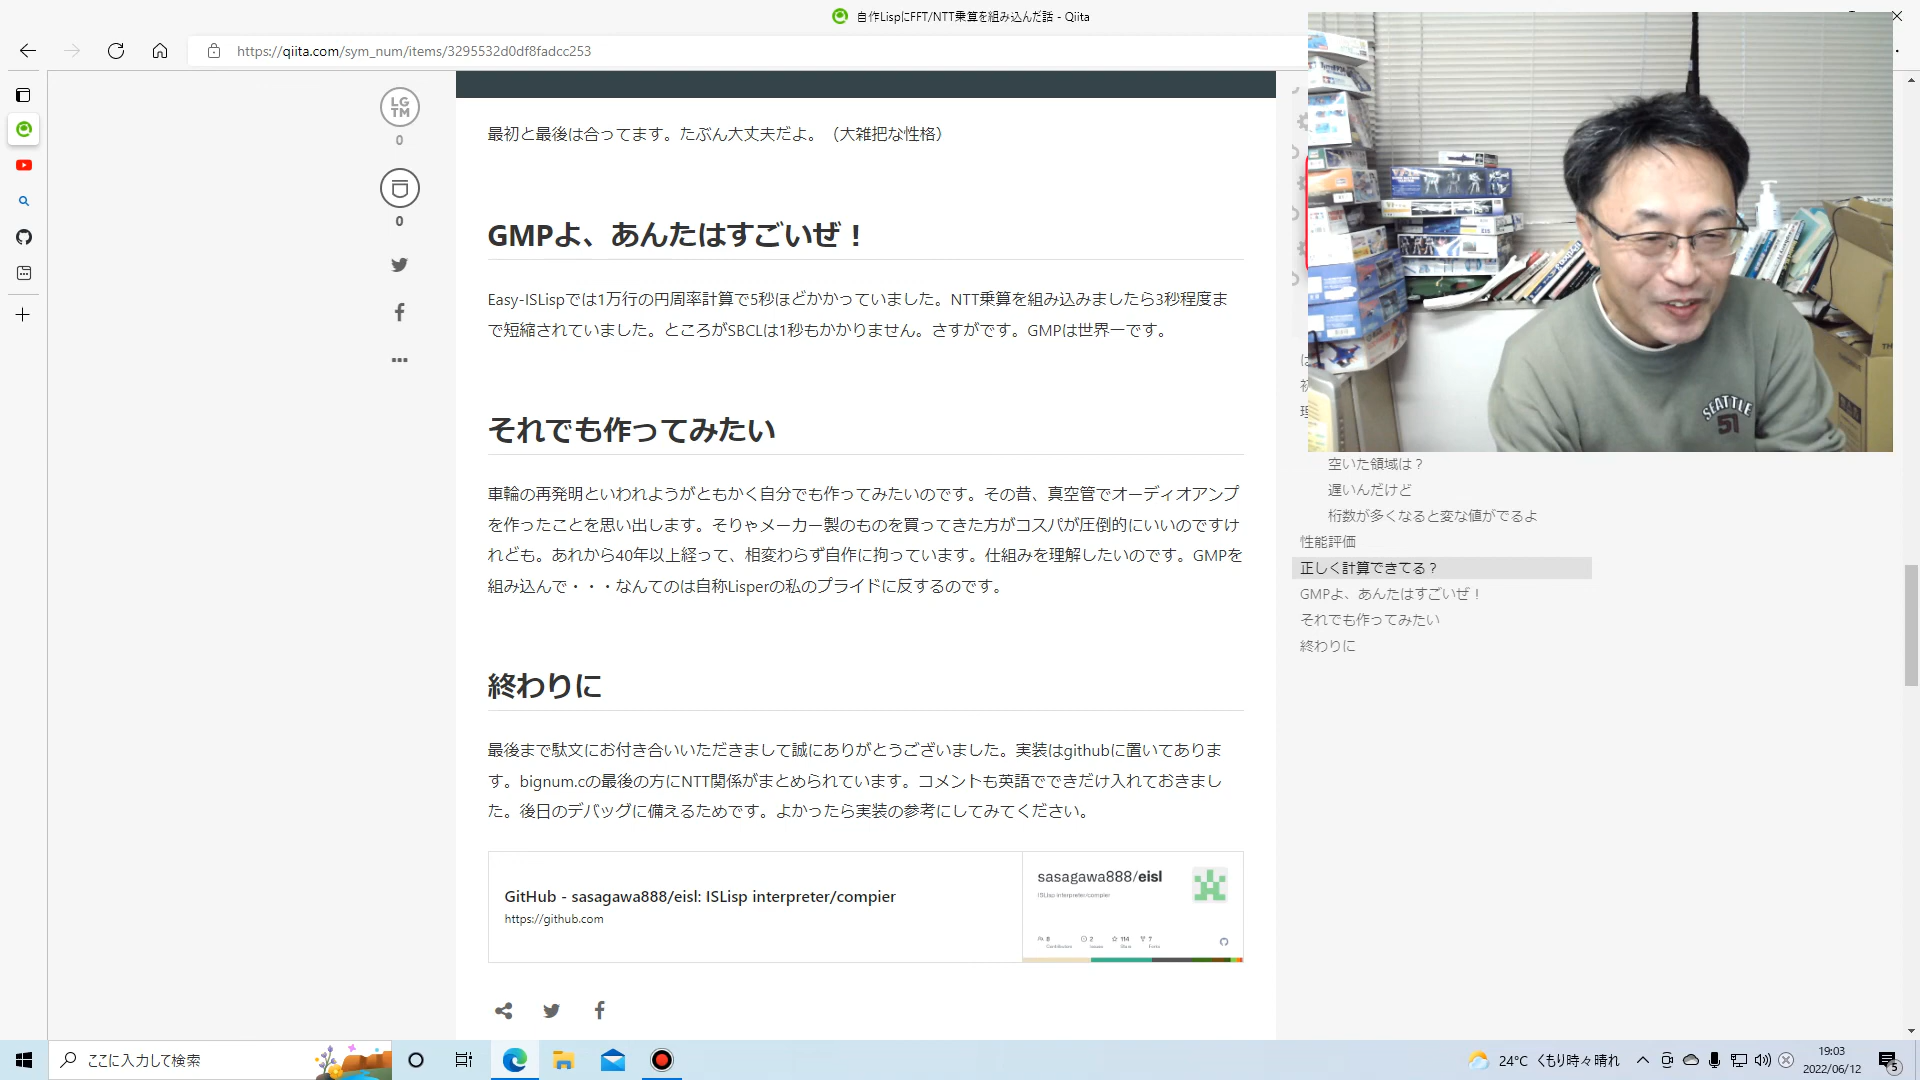 自作LispにFFT/NTT乗算を組み込んだ話 - Qiita
https://qiita.com/sym_num/items/3295532d0df8fadcc253
LGTM
0
0
最初と最後は合ってます。たぶん大丈夫だよ。（大雑把な性格）
GMPよ、あんたはすごいぜ！
Easy-ISLispでは1万行の円周率計算で5秒ほどかかっていました。NTT乗算を組み込みましたら3秒程度ま
で短縮されていました。ところがSBCLは1秒もかかりません。さすがです。GMPは世界一です。
それでも作ってみたい
車輪の再発明といわれようがともかく自分でも作ってみたいのです。その昔、真空管でオーディオアンプ
を作ったことを思い出します。そりゃメーカー製のものを買ってきた方がコスパが圧倒的にいいのですけ
れども。あれから40年以上経って、相変わらず自作に拘っています。仕組みを理解したいのです。GMPを
組み込んで・・・なんてのは自称Lisperの私のプライドに反するのです。
終わりに
最後まで駄文にお付き合いいただきまして誠にありがとうございました。実装はgithubに置いてありま
す。bignum.cの最後の方にNTT関係がまとめられています。コメントも英語でできだけ入れておきまし
た。後日のデバッグに備えるためです。よかったら実装の参考にしてみてください。
GitHub - sasagawa888/eisl: ISLisp interpreter/compier
https://github.com
sasagawa888/eisl
ISLisp interpreter/compier
8
2
114
7
Contributors
Issues
Stars
Forks
SEATTLE
51
空いた領域は？
遅いんだけど
桁数が多くなると変な値がでるよ
性能評価
正しく計算できてる？
GMPよ、あんたはすごいぜ！
それでも作ってみたい
終わりに
ここに入力して検索
24°C くもり時々晴れ
19:03
2022/06/12
5